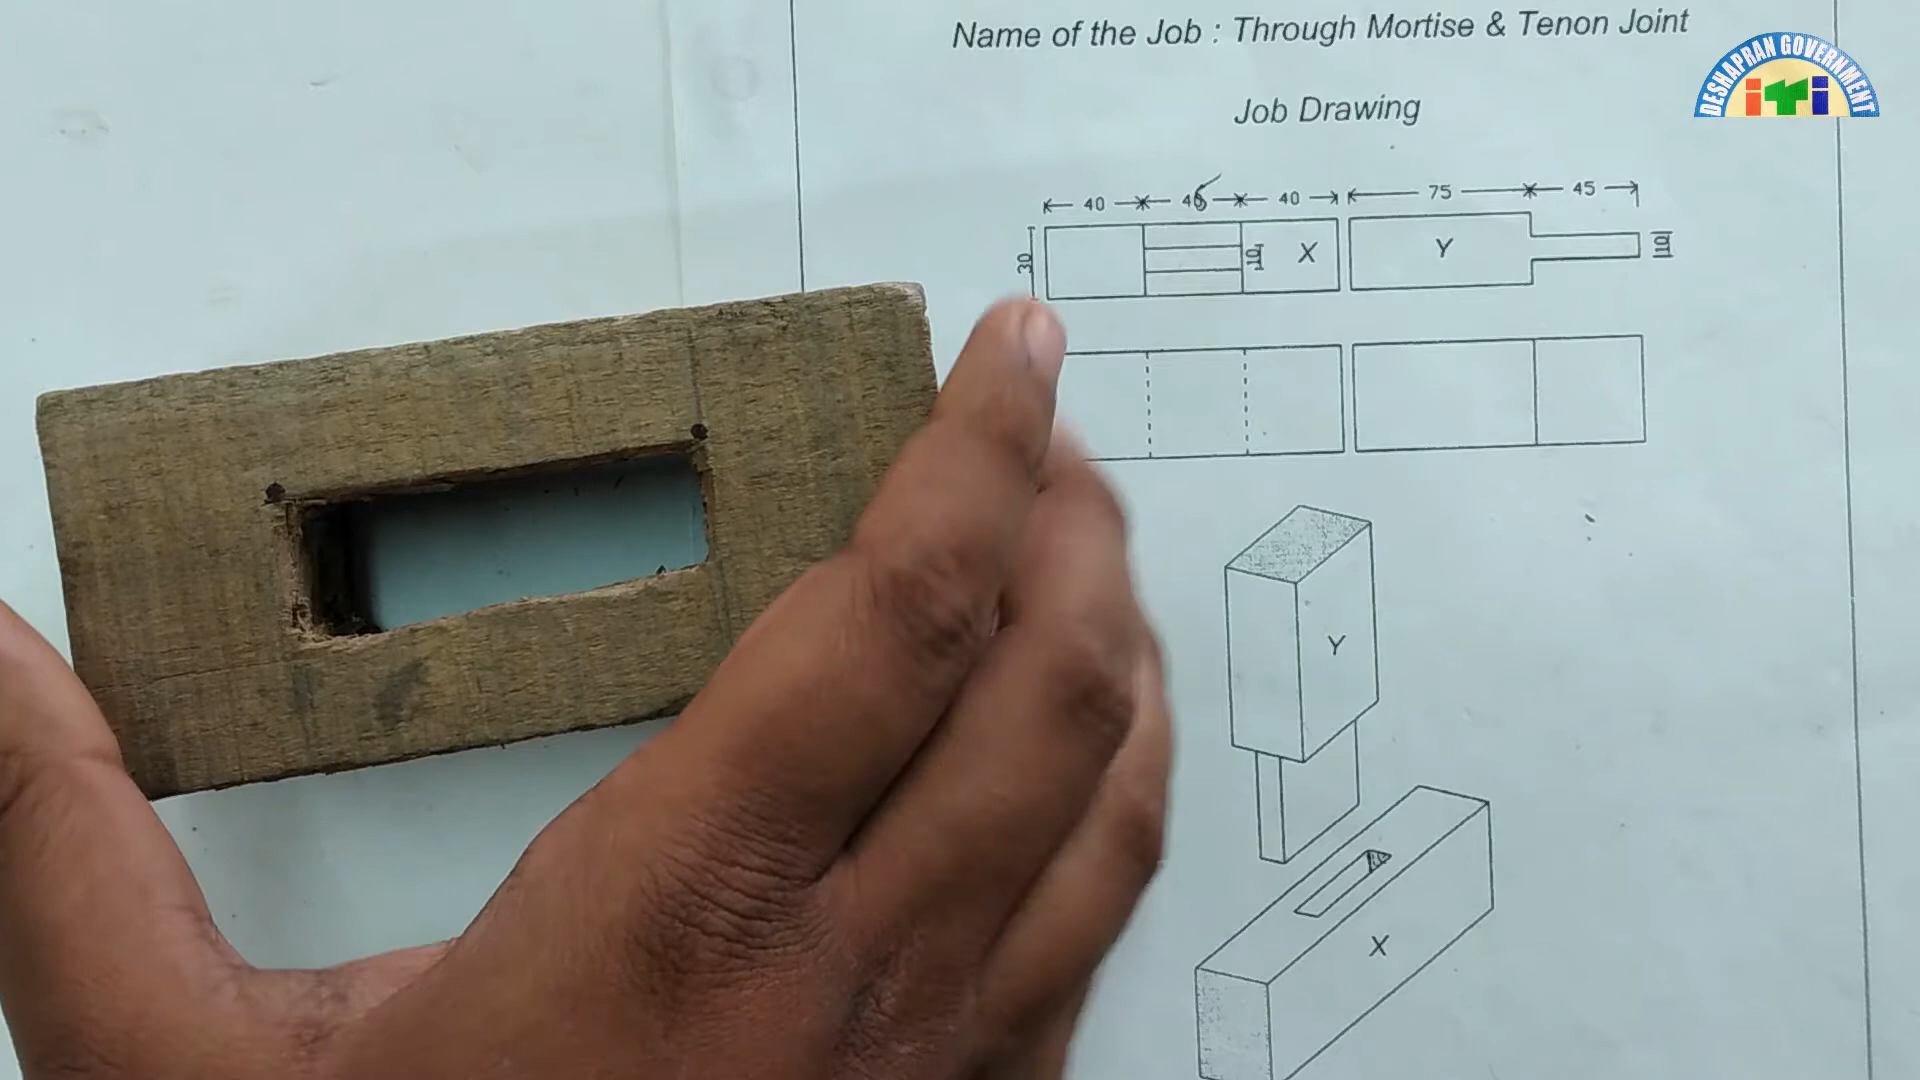 Name of the Job : Through Mortise & Tenon Joint
DESHAPRAN GOVERNMENT
iTi
Job Drawing
40 45 40 75 45
30 10 X Y 10
Y
X